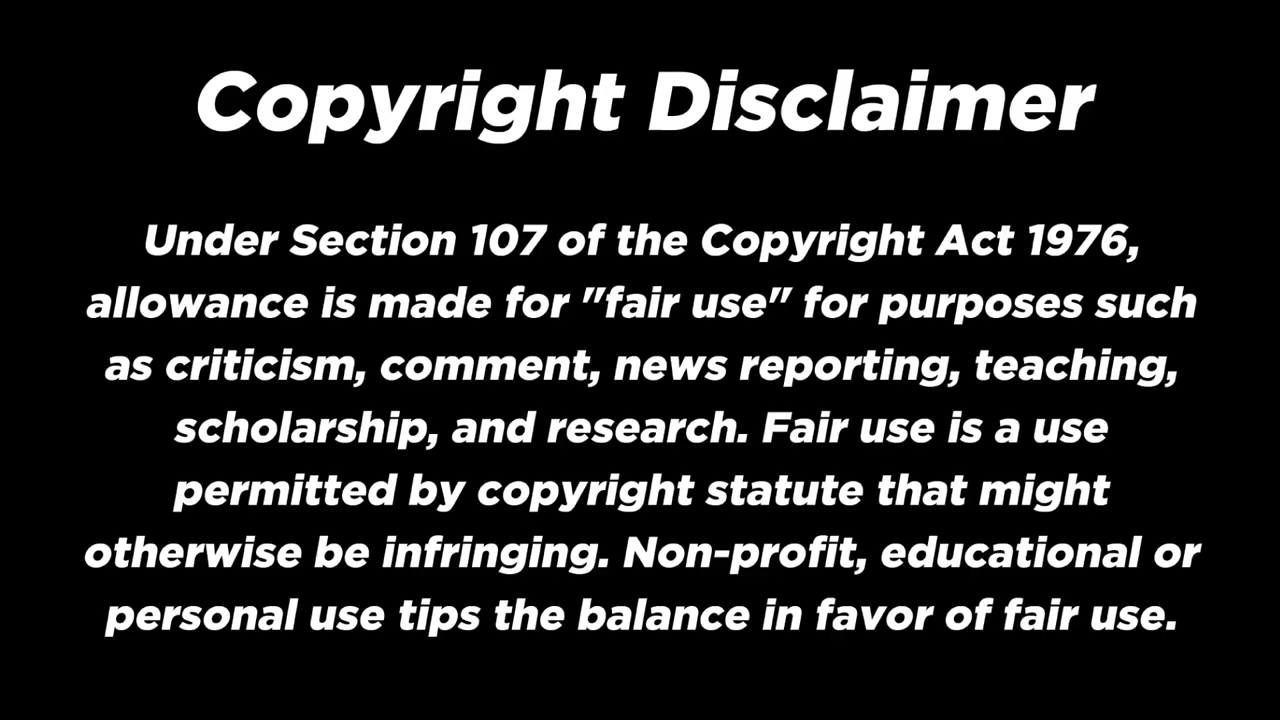 Copyright Disclaimer
Under Section 107 of the Copyright Act 1976,
allowance is made for "fair use" for purposes such
as criticism, comment, news reporting, teaching,
scholarship, and research. Fair use is a use
permitted by copyright statute that might
otherwise be infringing. Non-profit, educational or
personal use tips the balance in favor of fair use.